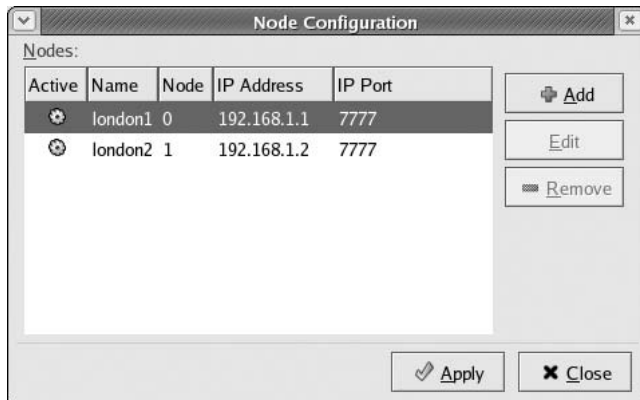 Node Configuration
Nodes:
Active Name Node IP Address IP Port
london1 0 192.168.1.1 7777
london2 1 192.168.1.2 7777
Add
Edit
Remove
Apply
Close